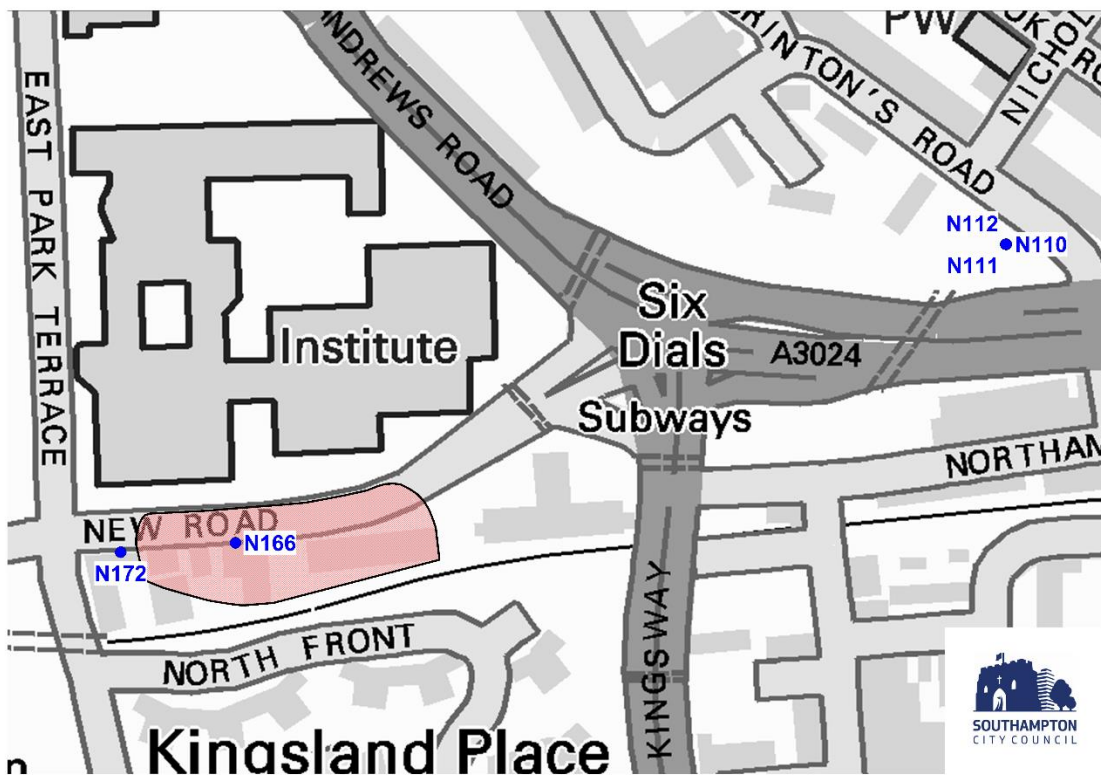 ANDREWS ROAD
BRINTON'S ROAD
PW
NICHOL
EAST PARK TERRACE
N112
N110
N111
Six
Dials
A3024
Institute
Subways
NORTHAM
NEW ROAD
N166
N172
NORTH FRONT
KINGSWAY
Kingsland Place
SOUTHAMPTON
CITY COUNCIL